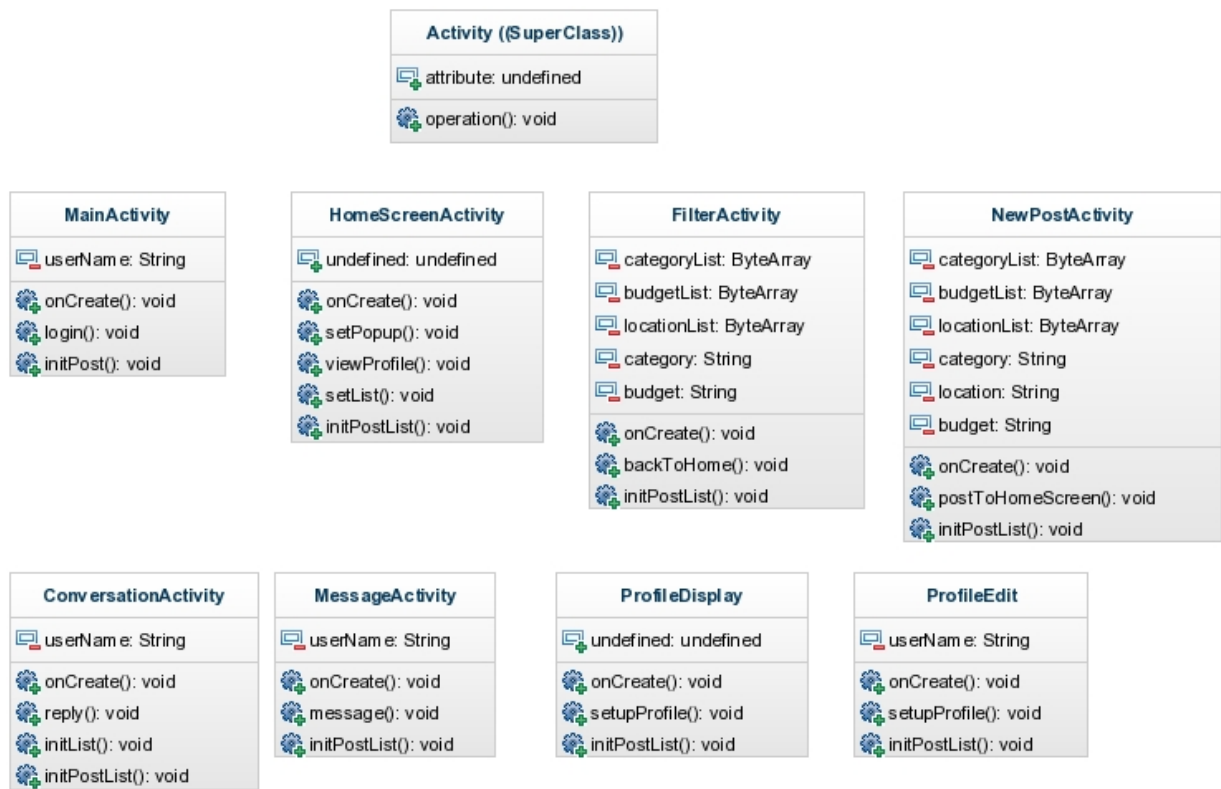 Activity ((SuperClass))
attribute: undefined
operation(): void
MainActivity
userName: String
onCreate(): void
login(): void
initPost(): void
HomeScreenActivity
undefined: undefined
onCreate(): void
setPopup(): void
viewProfile(): void
setList(): void
initPostList(): void
FilterActivity
categoryList: ByteArray
budgetList: ByteArray
locationList: ByteArray
category: String
budget: String
onCreate(): void
backToHome(): void
initPostList(): void
NewPostActivity
categoryList: ByteArray
budgetList: ByteArray
locationList: ByteArray
category: String
location: String
budget: String
onCreate(): void
postToHomeScreen(): void
initPostList(): void
ConversationActivity
userName: String
onCreate(): void
reply(): void
initList(): void
initPostList(): void
MessageActivity
userName: String
onCreate(): void
message(): void
initPostList(): void
ProfileDisplay
undefined: undefined
onCreate(): void
setupProfile(): void
initPostList(): void
ProfileEdit
userName: String
onCreate(): void
setupProfile(): void
initPostList(): void